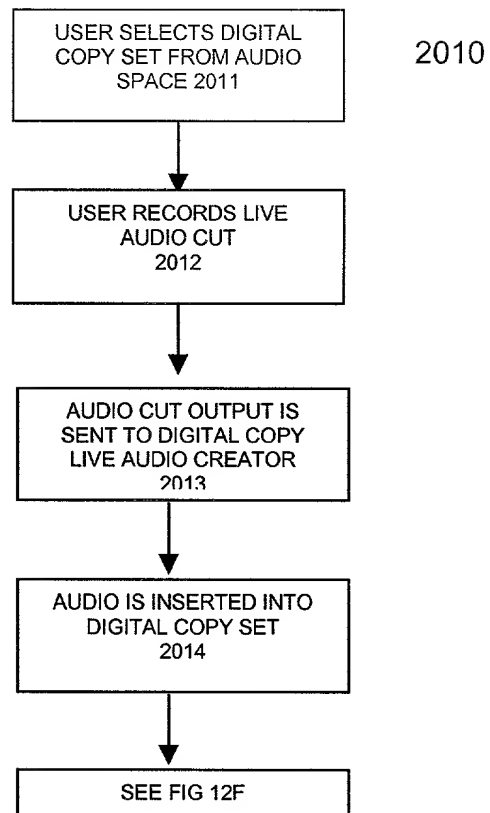 USER SELECTS DIGITAL
COPY SET FROM AUDIO
SPACE 2011
2010
USER RECORDS LIVE
AUDIO CUT
2012
AUDIO CUT OUTPUT IS
SENT TO DIGITAL COPY
LIVE AUDIO CREATOR
2013
AUDIO IS INSERTED INTO
DIGITAL COPY SET
2014
SEE FIG 12F